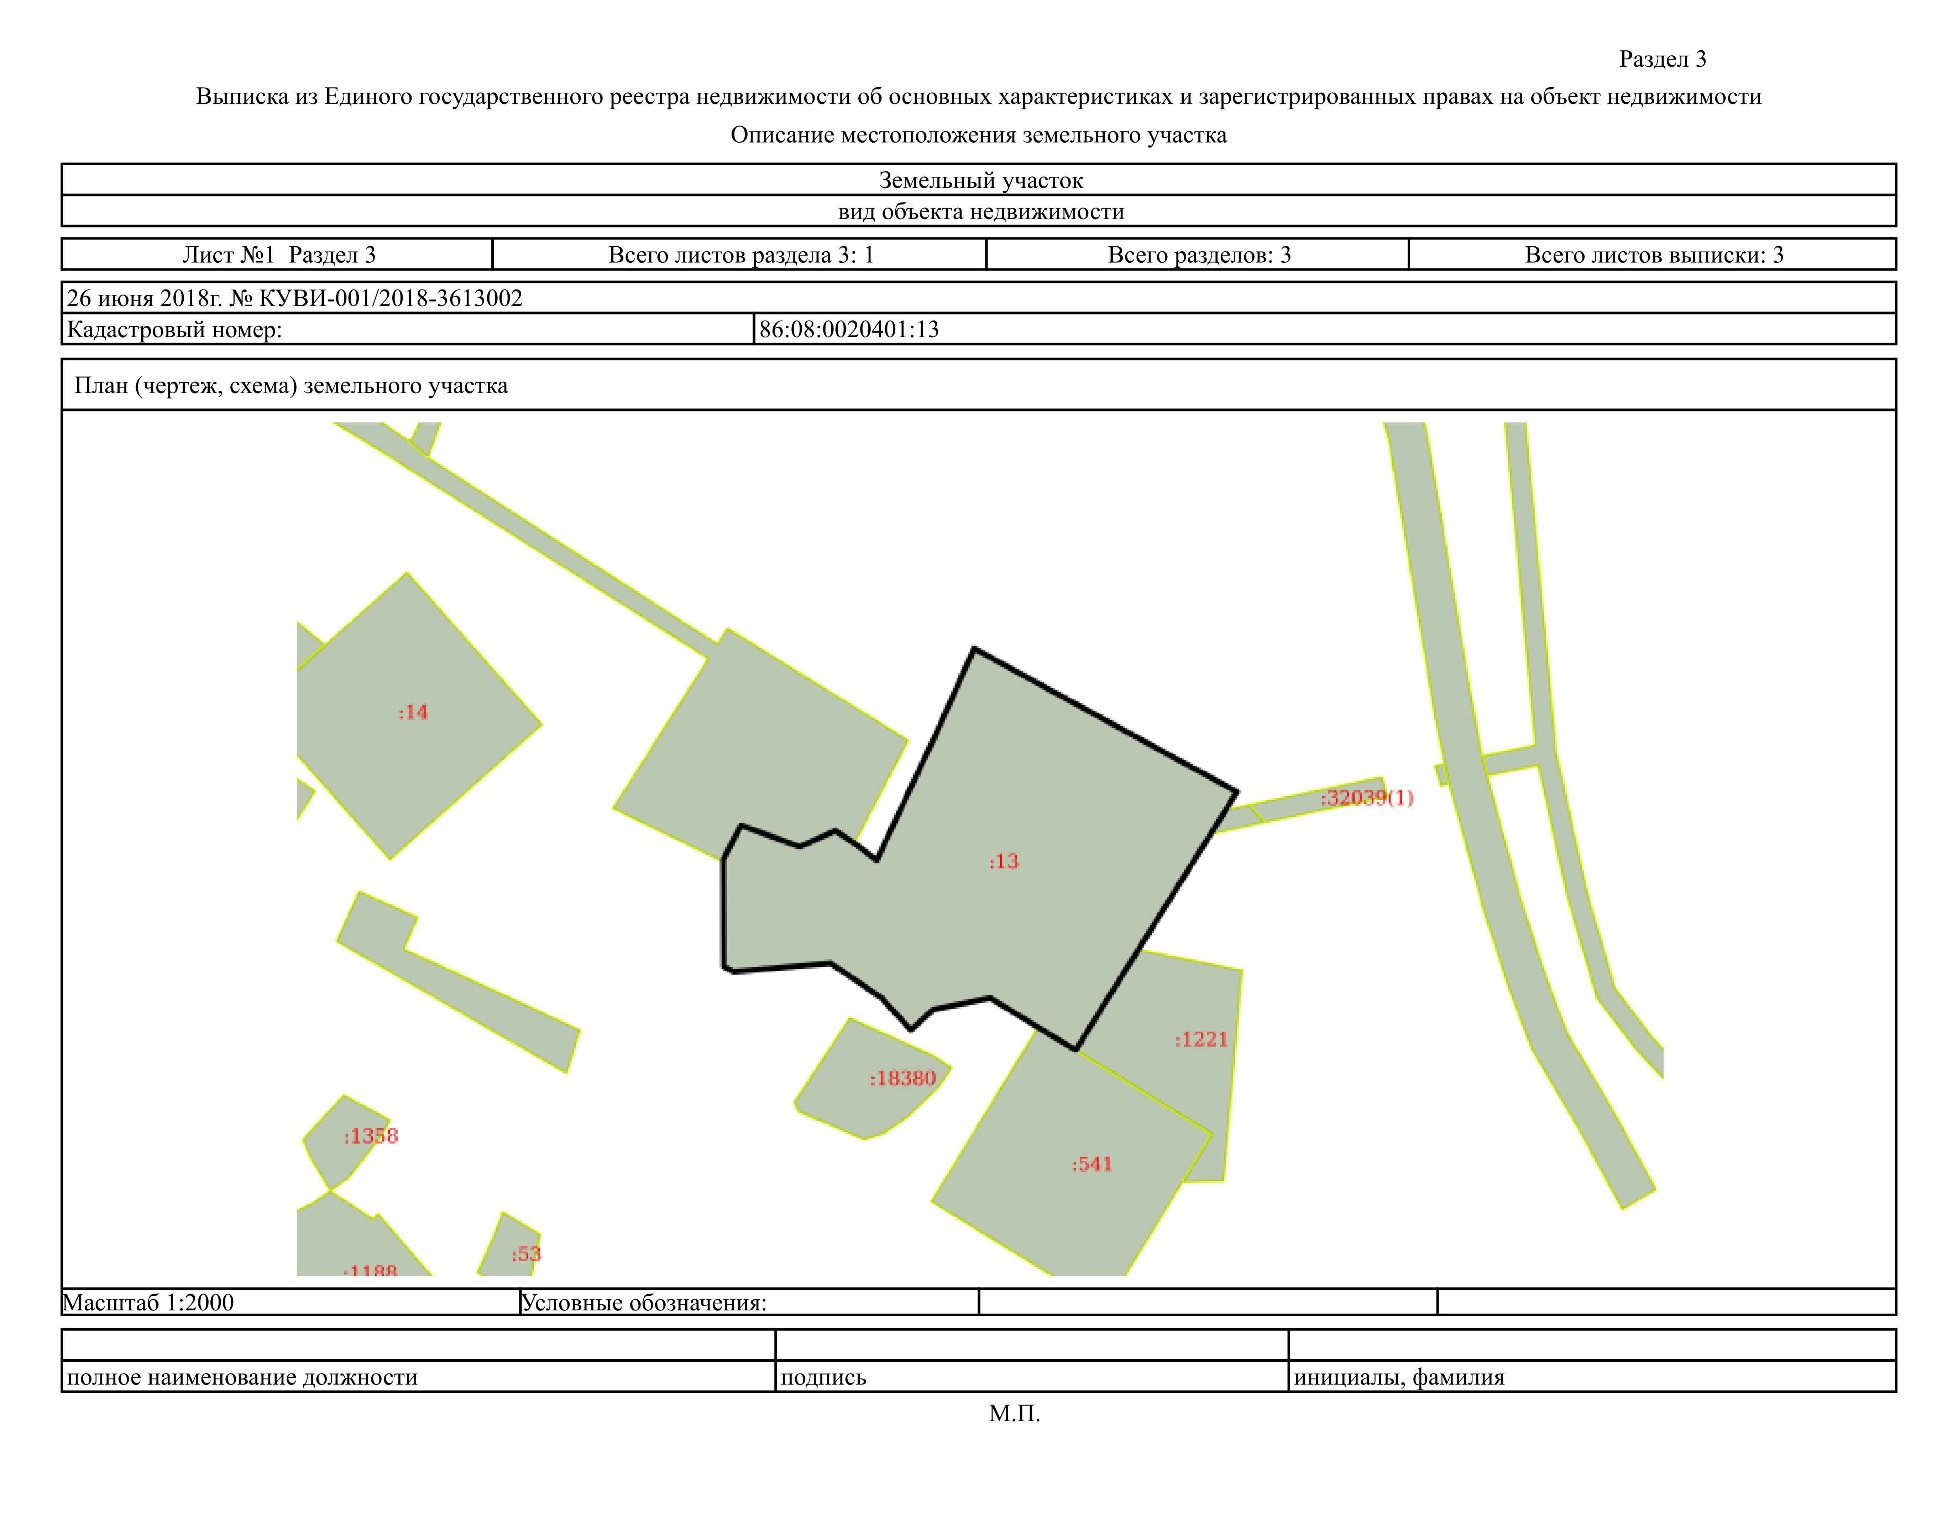 Раздел 3
Выписка из Единого государственного реестра недвижимости об основных характеристиках и зарегистрированных правах на объект недвижимости
Описание местоположения земельного участка
Земельный участок
вид объекта недвижимости
Лист №1 Раздел 3 Всего листов раздела 3: 1 Всего разделов: 3 Всего листов выписки: 3
26 июня 2018г. № КУВИ-001/2018-3613002
Кадастровый номер: 86:08:0020401:13
План (чертеж, схема) земельного участка
:14
:32039(1)
:13
:1221
:18380
:1358
:541
:53
:1188
Масштаб 1:2000 Условные обозначения:
полное наименование должности подпись инициалы, фамилия
М.П.